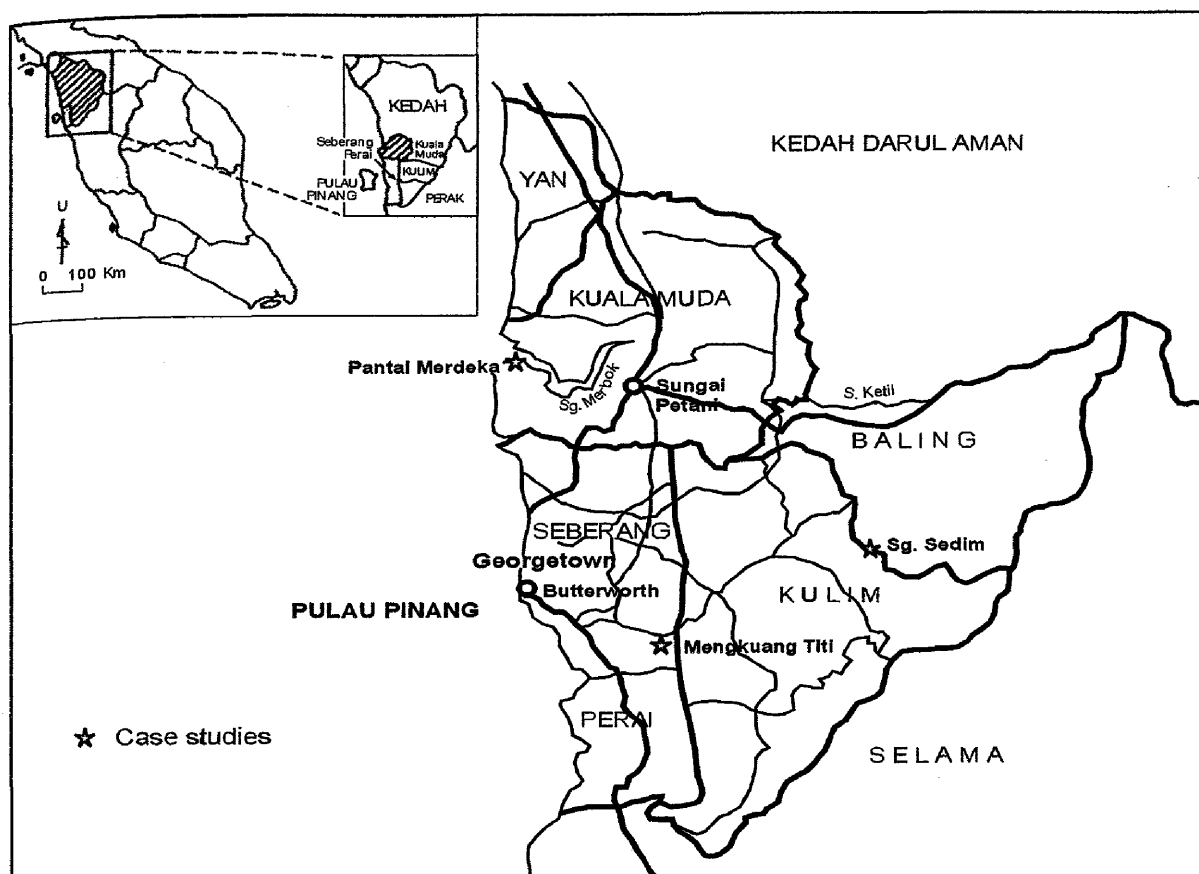 KEDAH
Seberang
Perai
Kuala
Muda
KULIM
PULAU
PINANG
PERAK
U
0 100 Km
KEDAH DARUL AMAN
YAN
KUALA MUDA
Pantai Merdeka
Sg. Merbok
Sungai
Petani
S. Ketil
BALING
SEBERANG
Sg. Sedim
Georgetown
Butterworth
KULIM
PULAU PINANG
Mengkuang Titi
PERAI
Case studies
SELAMA